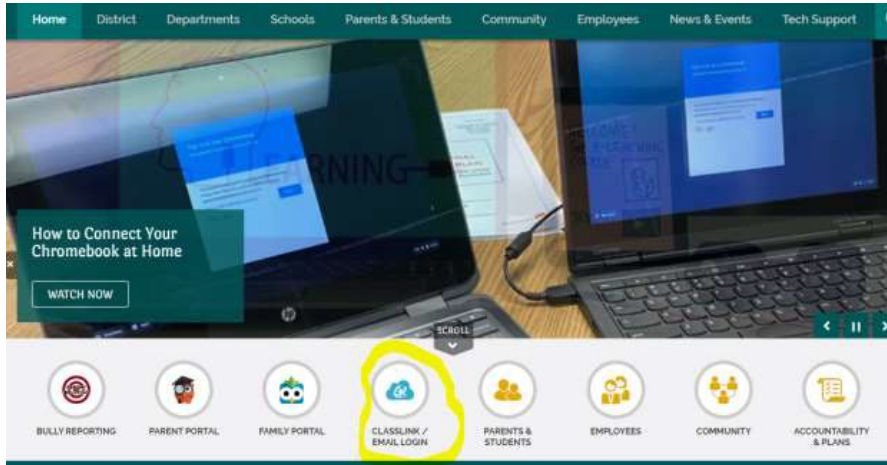 Home District Departments Schools Parents & Students Community Employees News & Events Tech Support
How to Connect Your
Chromebook at Home
WATCH NOW
SCROLL
BULLY REPORTING
PARENT PORTAL
FAMILY PORTAL
CLASSLINK /
EMAIL LOGIN
PARENTS &
STUDENTS
EMPLOYEES
COMMUNITY
ACCOUNTABILITY
& PLANS